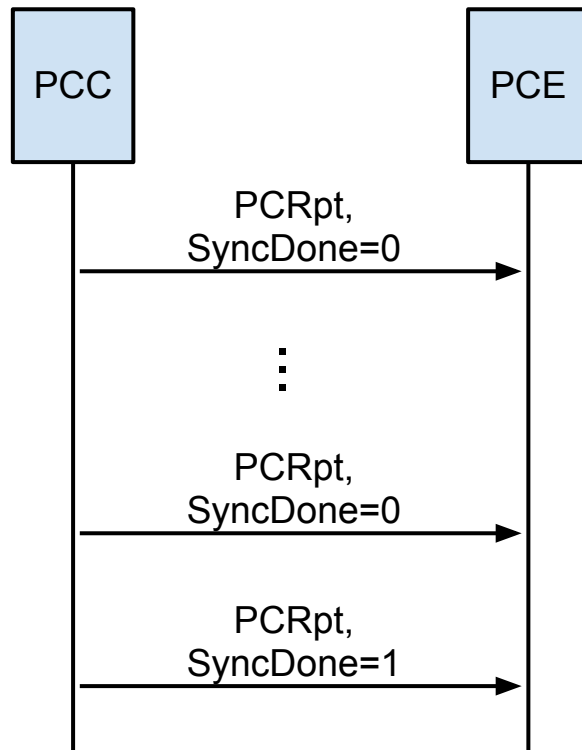 PCC
PCE
PCRpt,
SyncDone=0
PCRpt,
SyncDone=0
PCRpt,
SyncDone=1